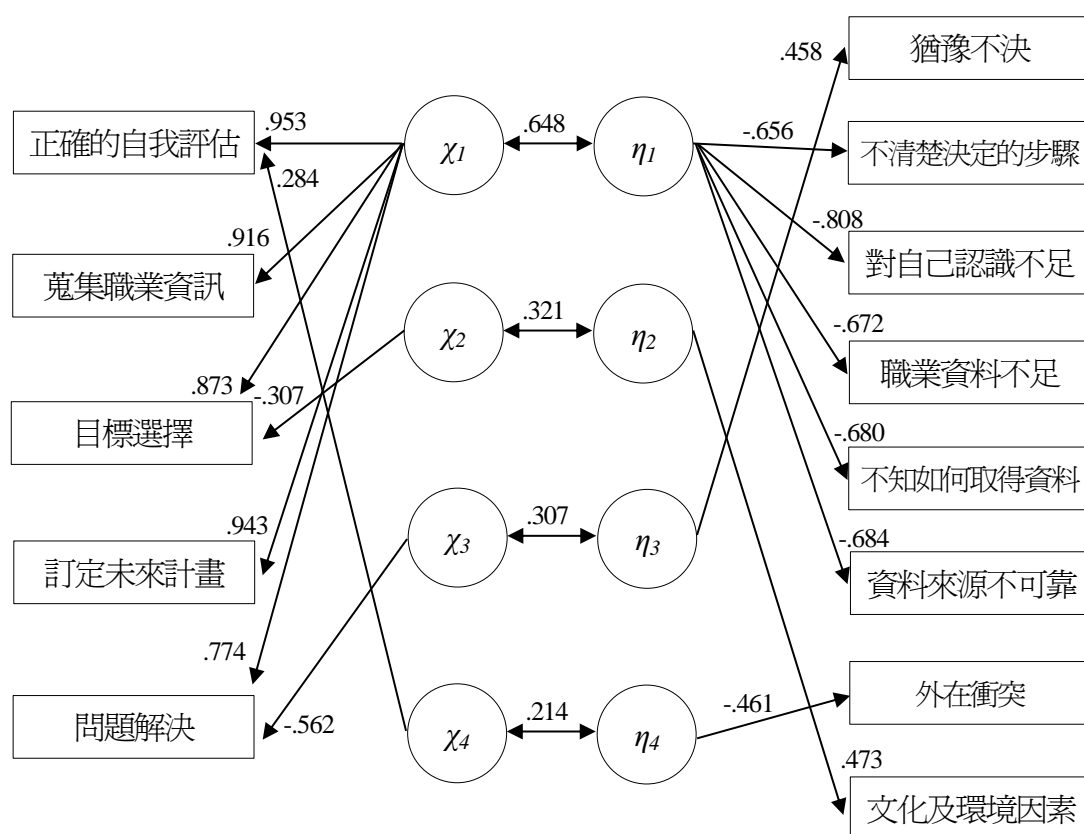 .458
猶豫不決
正確的自我評估
.953
χ1
.648
η1
-.656
不清楚決定的步驟
.284
-.808
對自己認識不足
.916
蒐集職業資訊
χ2
.321
η2
-.672
職業資料不足
.873
-.307
目標選擇
-.680
不知如何取得資料
.943
訂定未來計畫
χ3
.307
η3
-.684
資料來源不可靠
.774
問題解決
-.562
χ4
.214
η4
-.461
外在衝突
.473
文化及環境因素